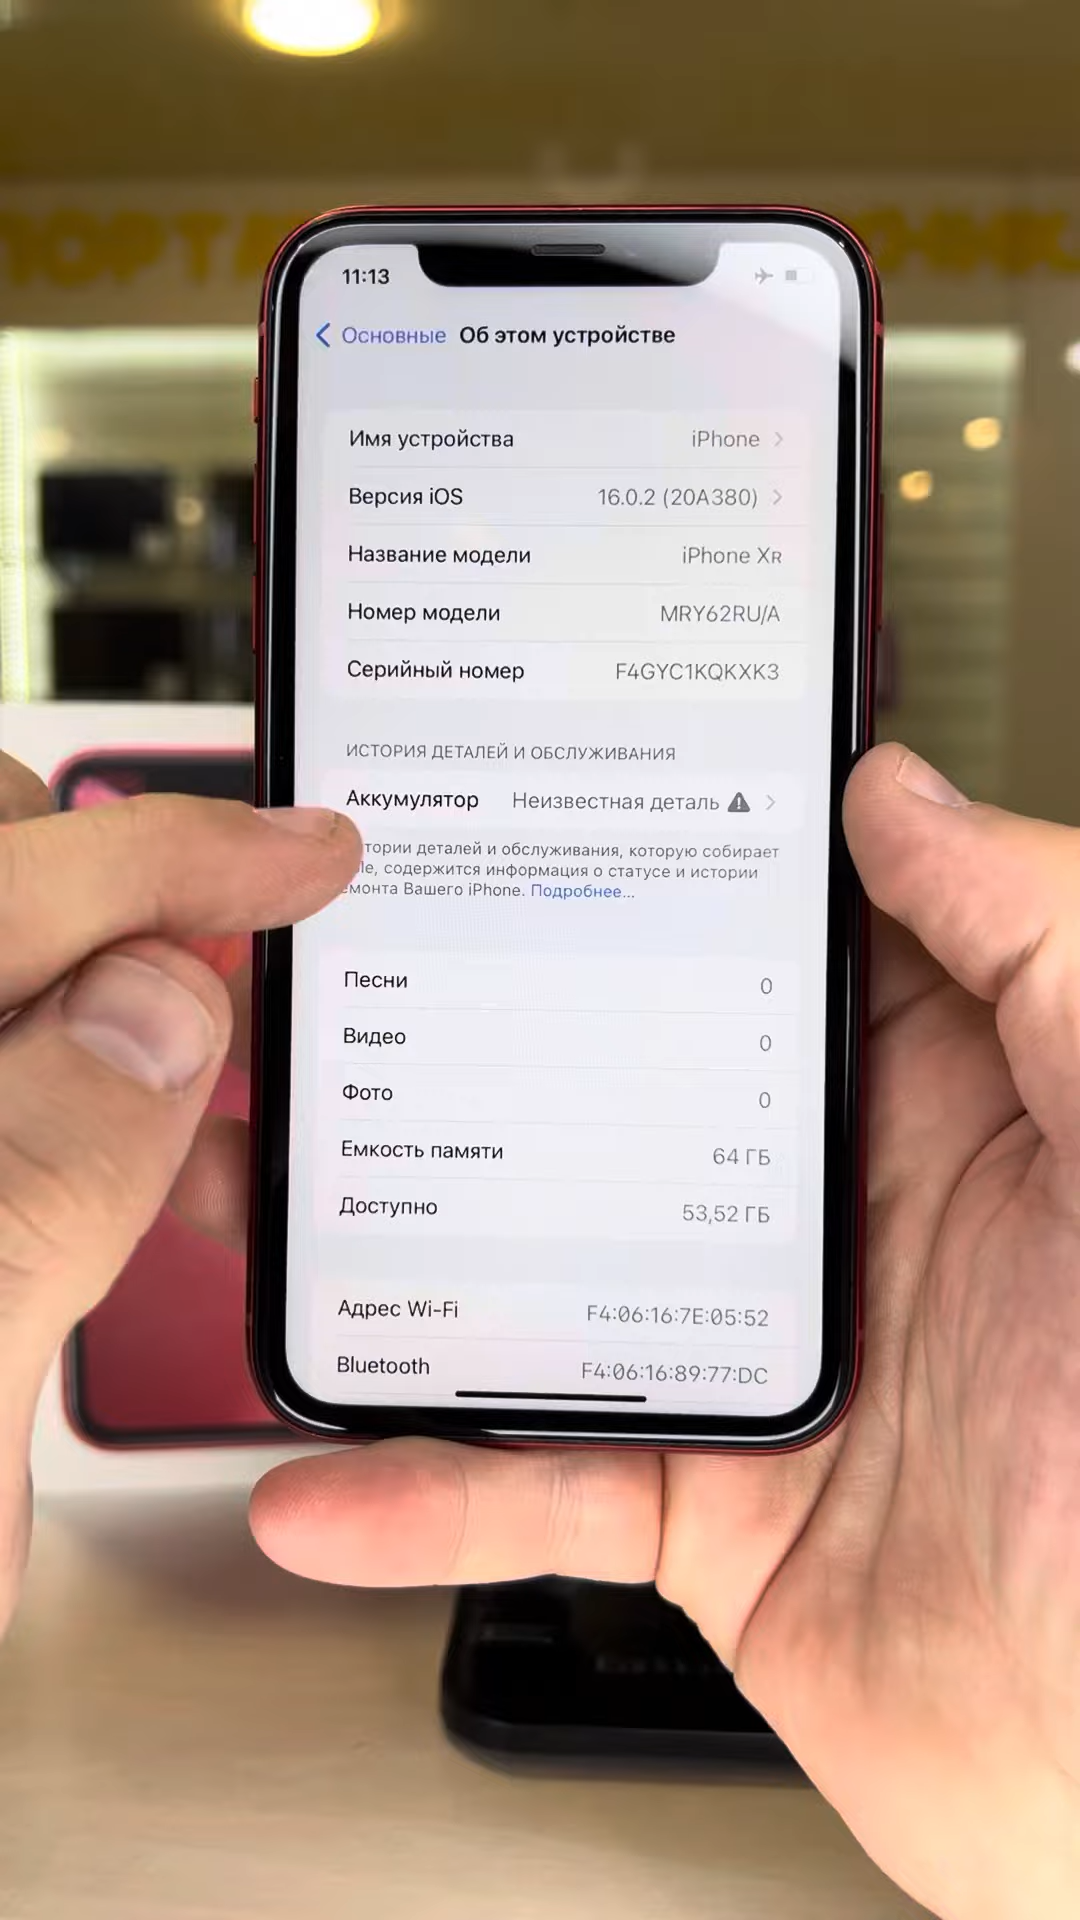 11:13
Основные Об этом устройстве
Имя устройства iPhone
Версия iOS 16.0.2 (20A380)
Название модели iPhone XR
Номер модели MRY62RU/A
Серийный номер F4GYC1KQKXK3
ИСТОРИЯ ДЕТАЛЕЙ И ОБСЛУЖИВАНИЯ
Аккумулятор Неизвестная деталь
деталей и обслуживания, которую собирает
содержится информация о статусе и истории
Вашего iPhone. Подробнее...
Песни 0
Видео 0
Фото 0
Емкость памяти 64 ГБ
Доступно 53,52 ГБ
Адрес Wi-Fi F4:06:16:7E:05:52
Bluetooth F4:06:16:89:77:DC